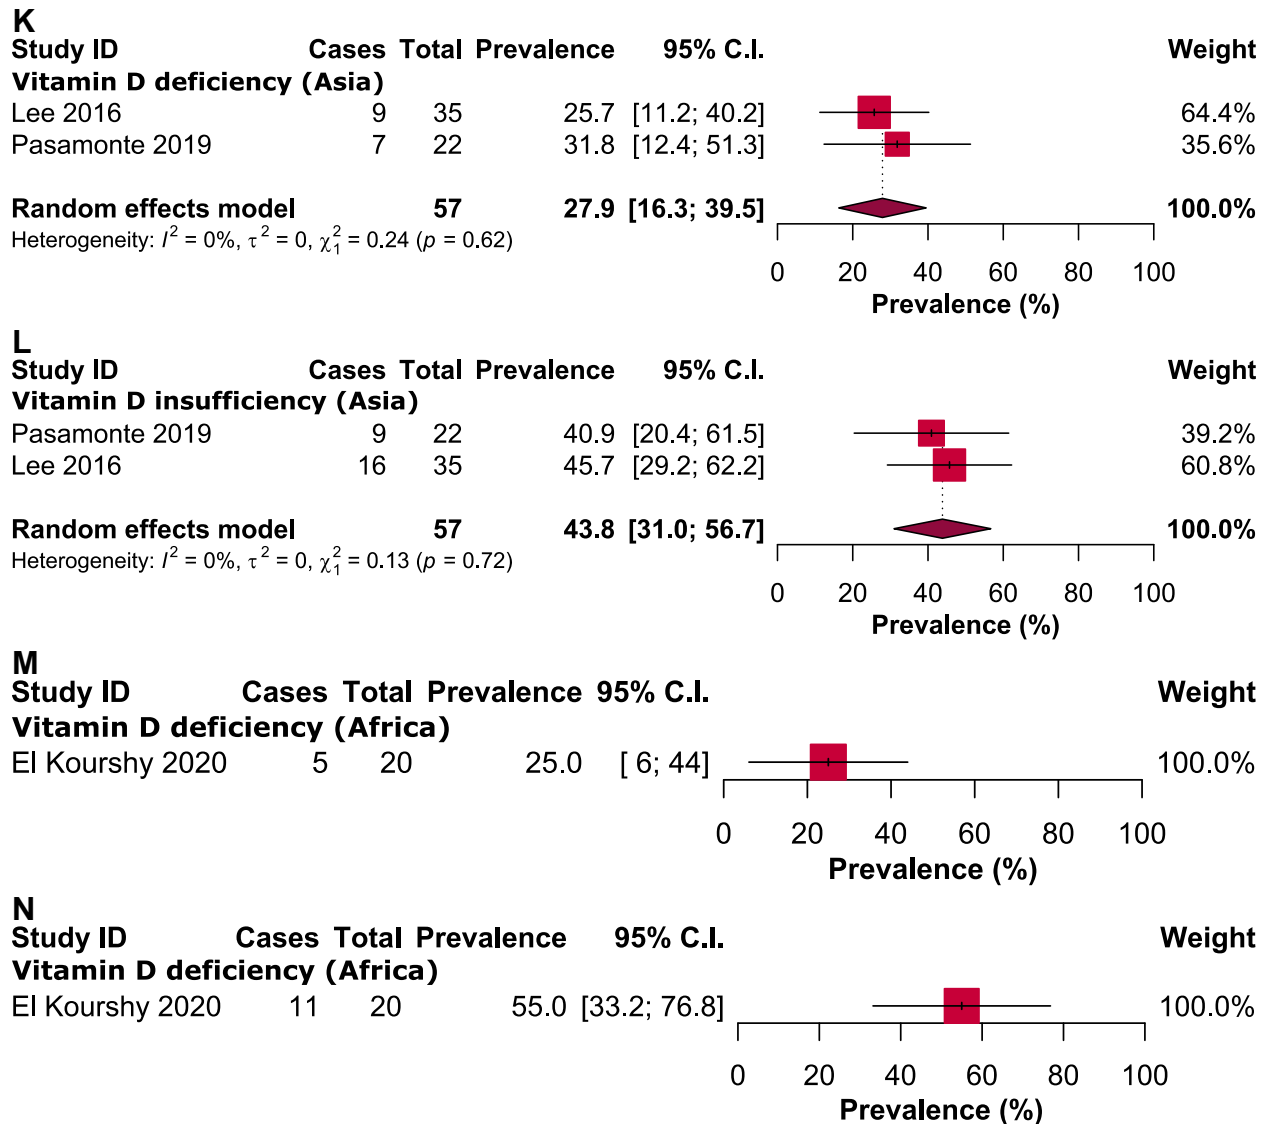 K
Study ID Cases Total Prevalence 95% C.I. Weight
Vitamin D deficiency (Asia)
Lee 2016 9 35 25.7 [11.2; 40.2] 64.4%
Pasamonte 2019 7 22 31.8 [12.4; 51.3] 35.6%
Random effects model 57 27.9 [16.3; 39.5] 100.0%
Heterogeneity: I² = 0%, τ² = 0, χ₁² = 0.24 (p = 0.62)
0 20 40 60 80 100
Prevalence (%)
L
Study ID Cases Total Prevalence 95% C.I. Weight
Vitamin D insufficiency (Asia)
Pasamonte 2019 9 22 40.9 [20.4; 61.5] 39.2%
Lee 2016 16 35 45.7 [29.2; 62.2] 60.8%
Random effects model 57 43.8 [31.0; 56.7] 100.0%
Heterogeneity: I² = 0%, τ² = 0, χ₁² = 0.13 (p = 0.72)
0 20 40 60 80 100
Prevalence (%)
M
Study ID Cases Total Prevalence 95% C.I. Weight
Vitamin D deficiency (Africa)
El Kourshy 2020 5 20 25.0 [ 6; 44] 100.0%
0 20 40 60 80 100
Prevalence (%)
N
Study ID Cases Total Prevalence 95% C.I. Weight
Vitamin D deficiency (Africa)
El Kourshy 2020 11 20 55.0 [33.2; 76.8] 100.0%
0 20 40 60 80 100
Prevalence (%)